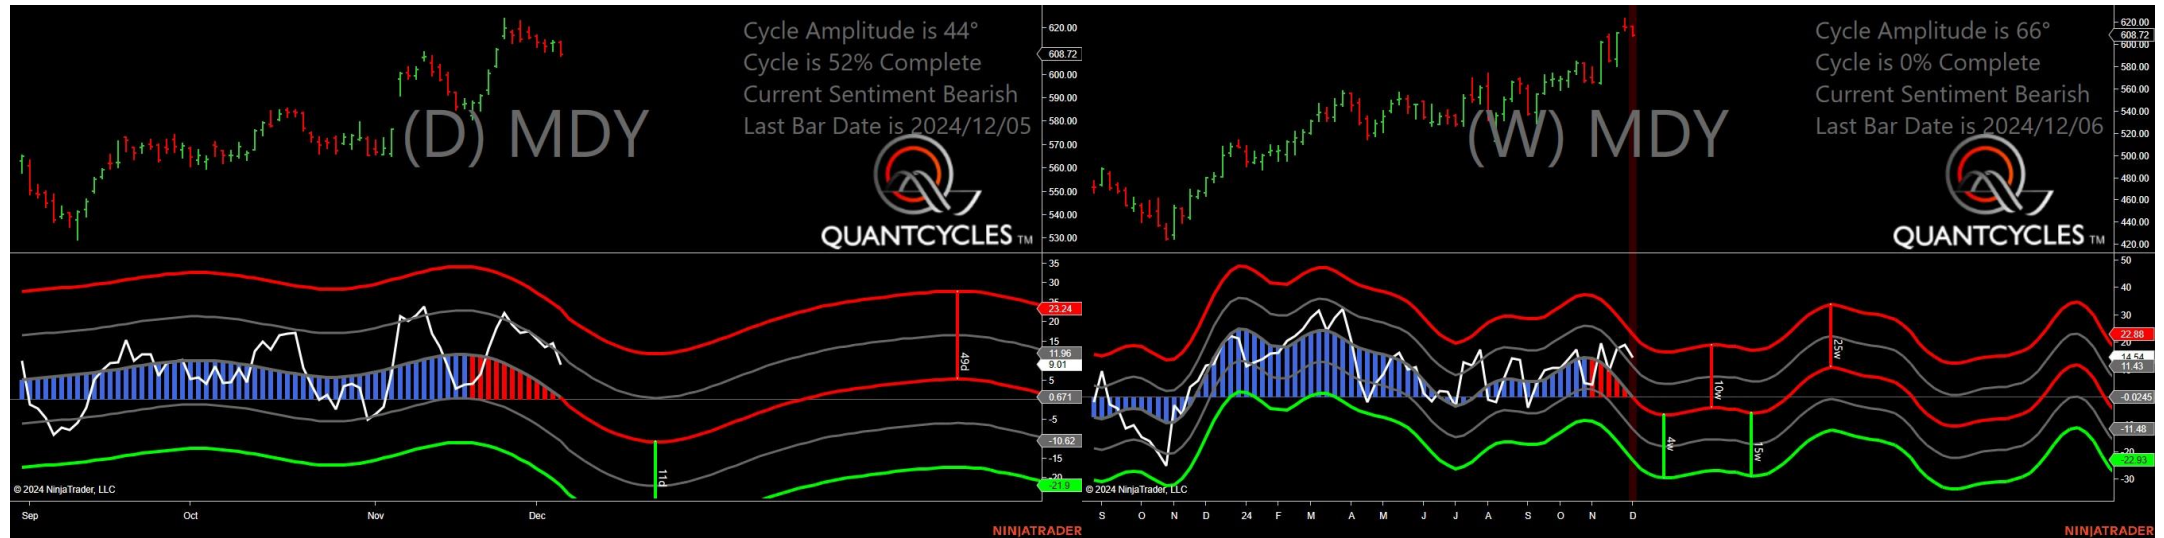 Cycle Amplitude is 44°
Cycle is 52% Complete
Current Sentiment Bearish
Last Bar Date is 2024/12/05
(D) MDY
QUANTCYCLES TM
620.00
608.72
600.00
590.00
580.00
570.00
560.00
550.00
540.00
530.00
35
30
23.24
20
15
11.96
9.01
5
0.671
-5
-10.62
-15
-21.9
49d
11d
© 2024 NinjaTrader, LLC
Sep Oct Nov Dec
NINJATRADER
Cycle Amplitude is 66°
Cycle is 0% Complete
Current Sentiment Bearish
Last Bar Date is 2024/12/06
(W) MDY
QUANTCYCLES TM
620.00
608.72
600.00
580.00
560.00
540.00
520.00
500.00
480.00
460.00
440.00
420.00
50
40
30
22.88
20
14.54
11.43
-0.0245
-11.48
-22.93
-30
25w
10w
4w
15w
© 2024 NinjaTrader, LLC
S O N D 24 F M A M J J A S O N D
NINJATRADER